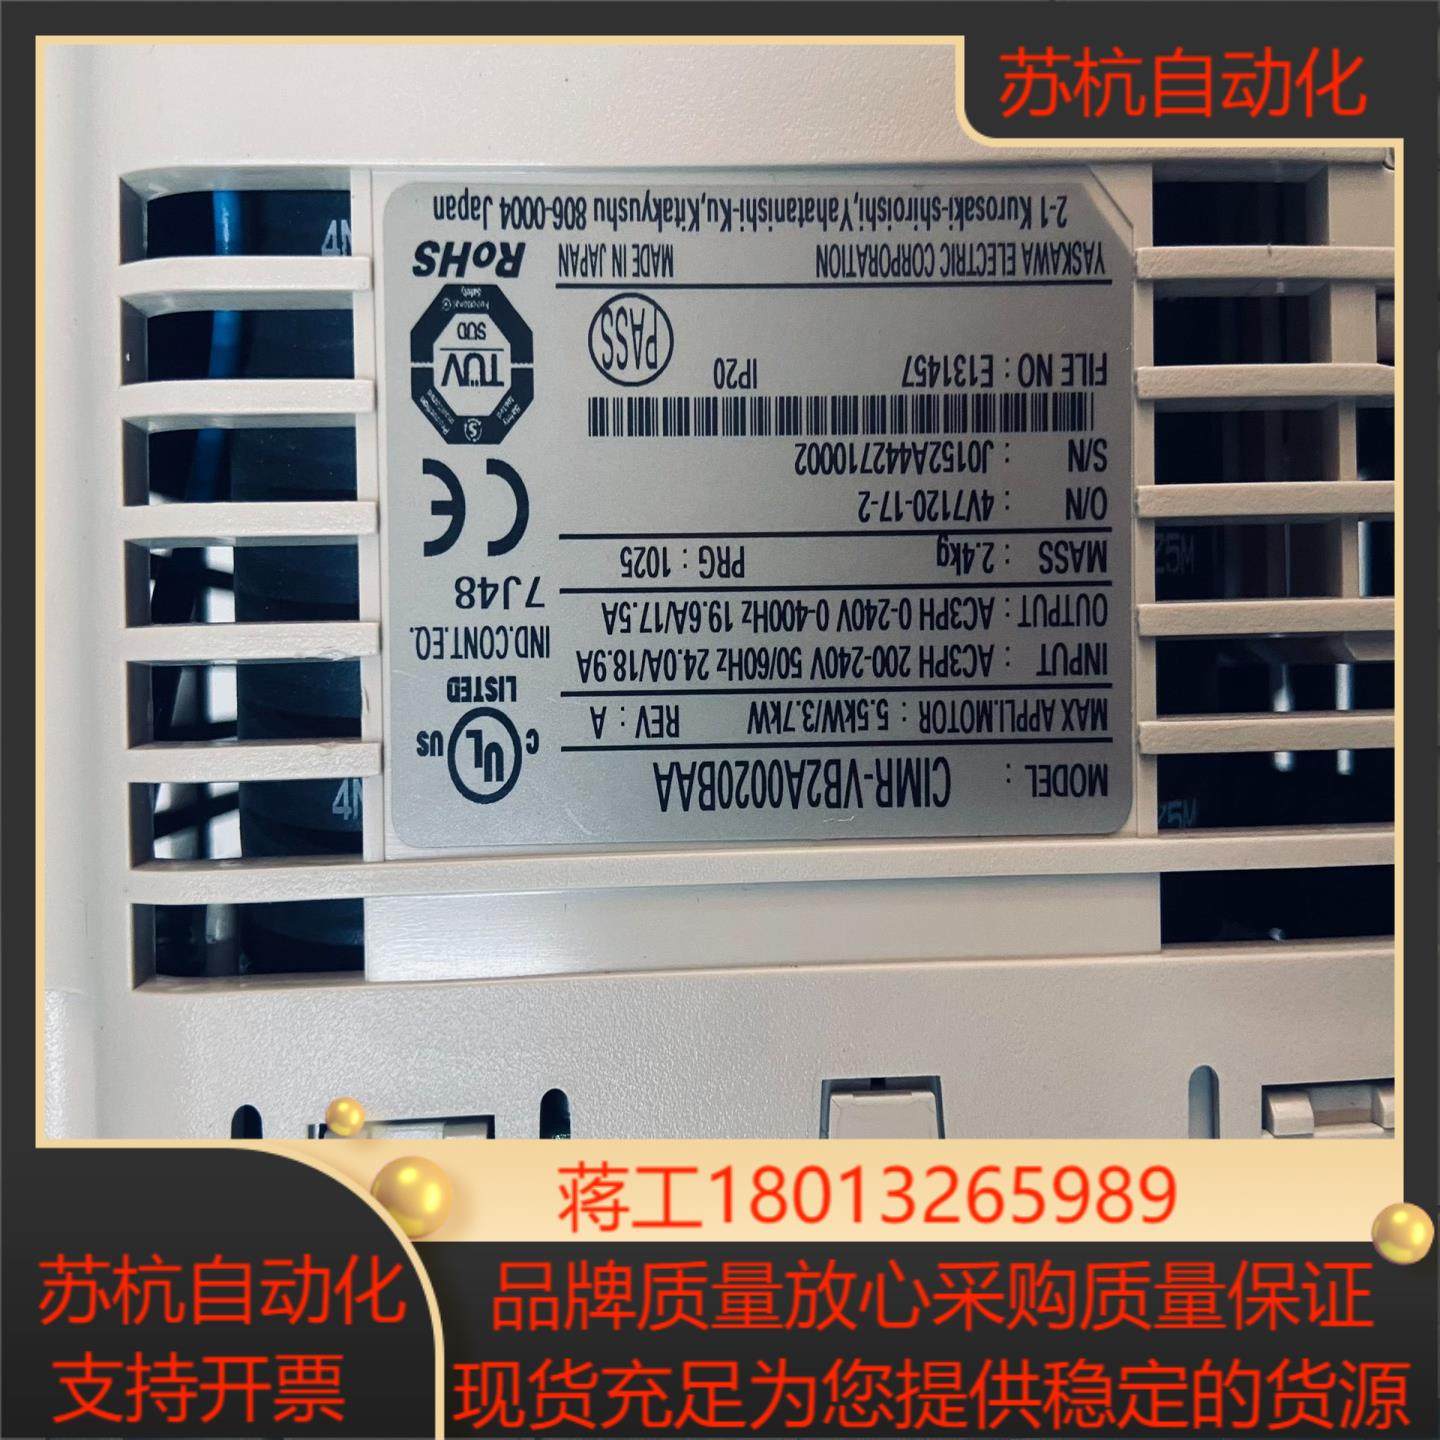 苏杭自动化
MODEL : CIMR-VB2A0020BAA
MAX APPLI.MOTOR : 5.5kW/3.7kW REV : A
INPUT : AC3PH 200-240V 50/60Hz 24.0A/18.9A
OUTPUT : AC3PH 0-240V 0-400Hz 19.6A/17.5A
MASS : 2.4kg PRG : 1025
O/N : 4V7120-17-2
S/N : J0152A442710002
FILE NO : E131457 IP20
PASS
YASKAWA ELECTRIC CORPORATION MADE IN JAPAN
2-1 Kurosaki-shiroishi,Yahatanishi-Ku,Kitakyushu 806-0004 Japan
C UL US
LISTED
IND.CONT.EQ.
7J48
CE
TÜV
SÜD
RoHS
25M
蒋工18013265989
苏杭自动化
支持开票
品牌质量放心采购质量保证
现货充足为您提供稳定的货源